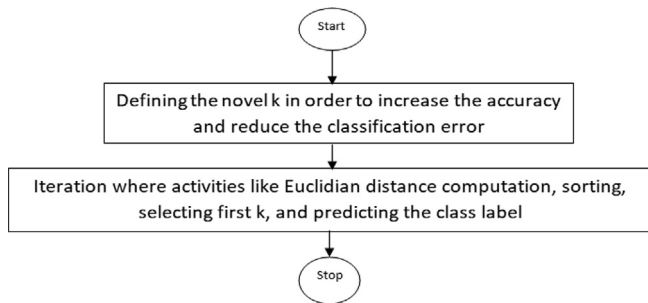 Start
Defining the novel k in order to increase the accuracy
and reduce the classification error
Iteration where activities like Euclidian distance computation, sorting,
selecting first k, and predicting the class label
Stop